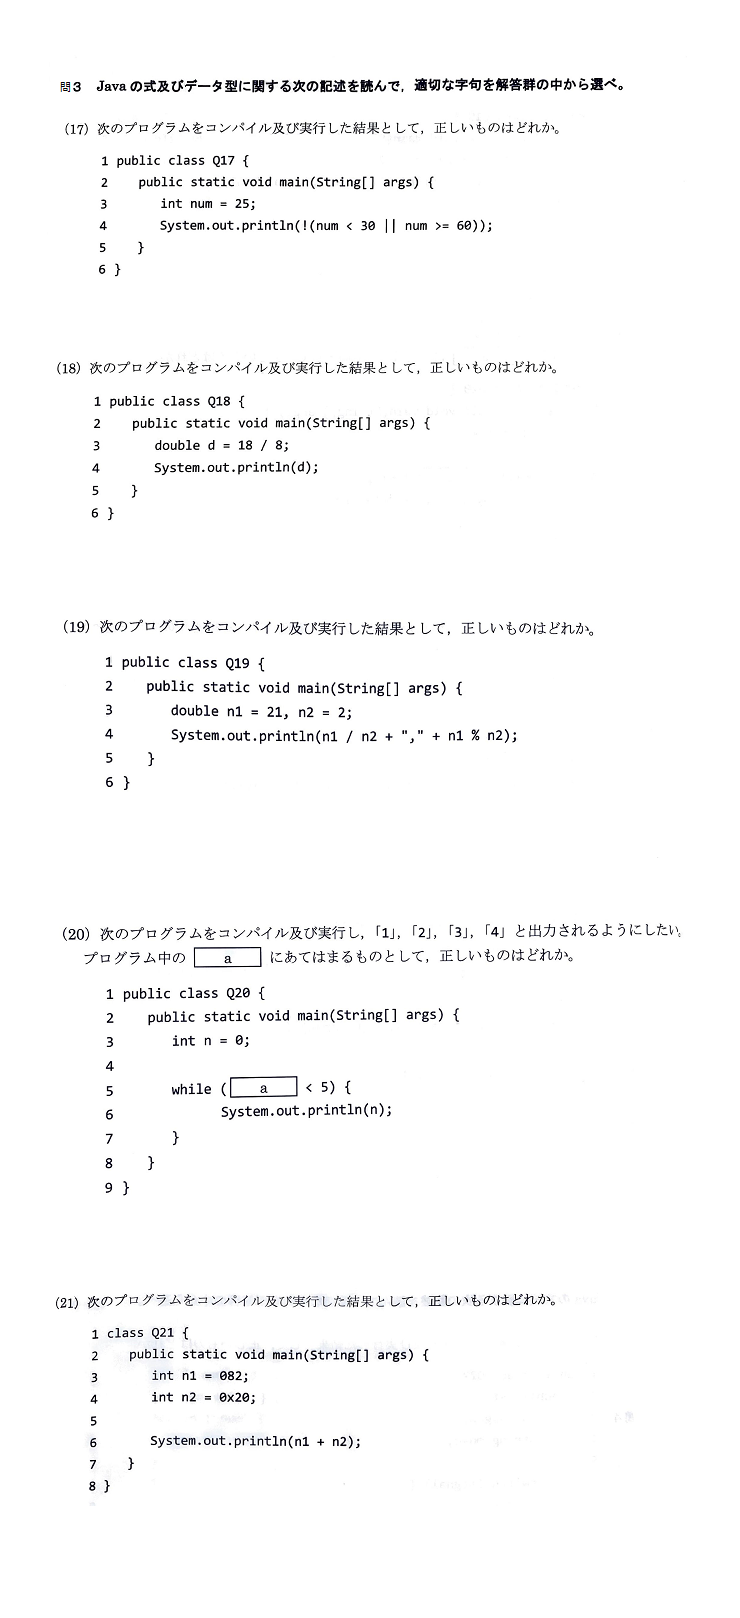 問3 Javaの式及びデータ型に関する次の記述を読んで，適切な字句を解答群の中から選べ。
(17) 次のプログラムをコンパイル及び実行した結果として，正しいものはどれか。
1 public class Q17 {
2 public static void main(String[] args) {
3 int num = 25;
4 System.out.println(!(num < 30 || num >= 60));
5 }
6 }
(18) 次のプログラムをコンパイル及び実行した結果として，正しいものはどれか。
1 public class Q18 {
2 public static void main(String[] args) {
3 double d = 18 / 8;
4 System.out.println(d);
5 }
6 }
(19) 次のプログラムをコンパイル及び実行した結果として，正しいものはどれか。
1 public class Q19 {
2 public static void main(String[] args) {
3 double n1 = 21, n2 = 2;
4 System.out.println(n1 / n2 + "," + n1 % n2);
5 }
6 }
(20) 次のプログラムをコンパイル及び実行し，「1」，「2」，「3」，「4」と出力されるようにしたい。
プログラム中の a にあてはまるものとして，正しいものはどれか。
1 public class Q20 {
2 public static void main(String[] args) {
3 int n = 0;
4
5 while ( a < 5) {
6 System.out.println(n);
7 }
8 }
9 }
(21) 次のプログラムをコンパイル及び実行した結果として，正しいものはどれか。
1 class Q21 {
2 public static void main(String[] args) {
3 int n1 = 082;
4 int n2 = 0x20;
5
6 System.out.println(n1 + n2);
7 }
8 }